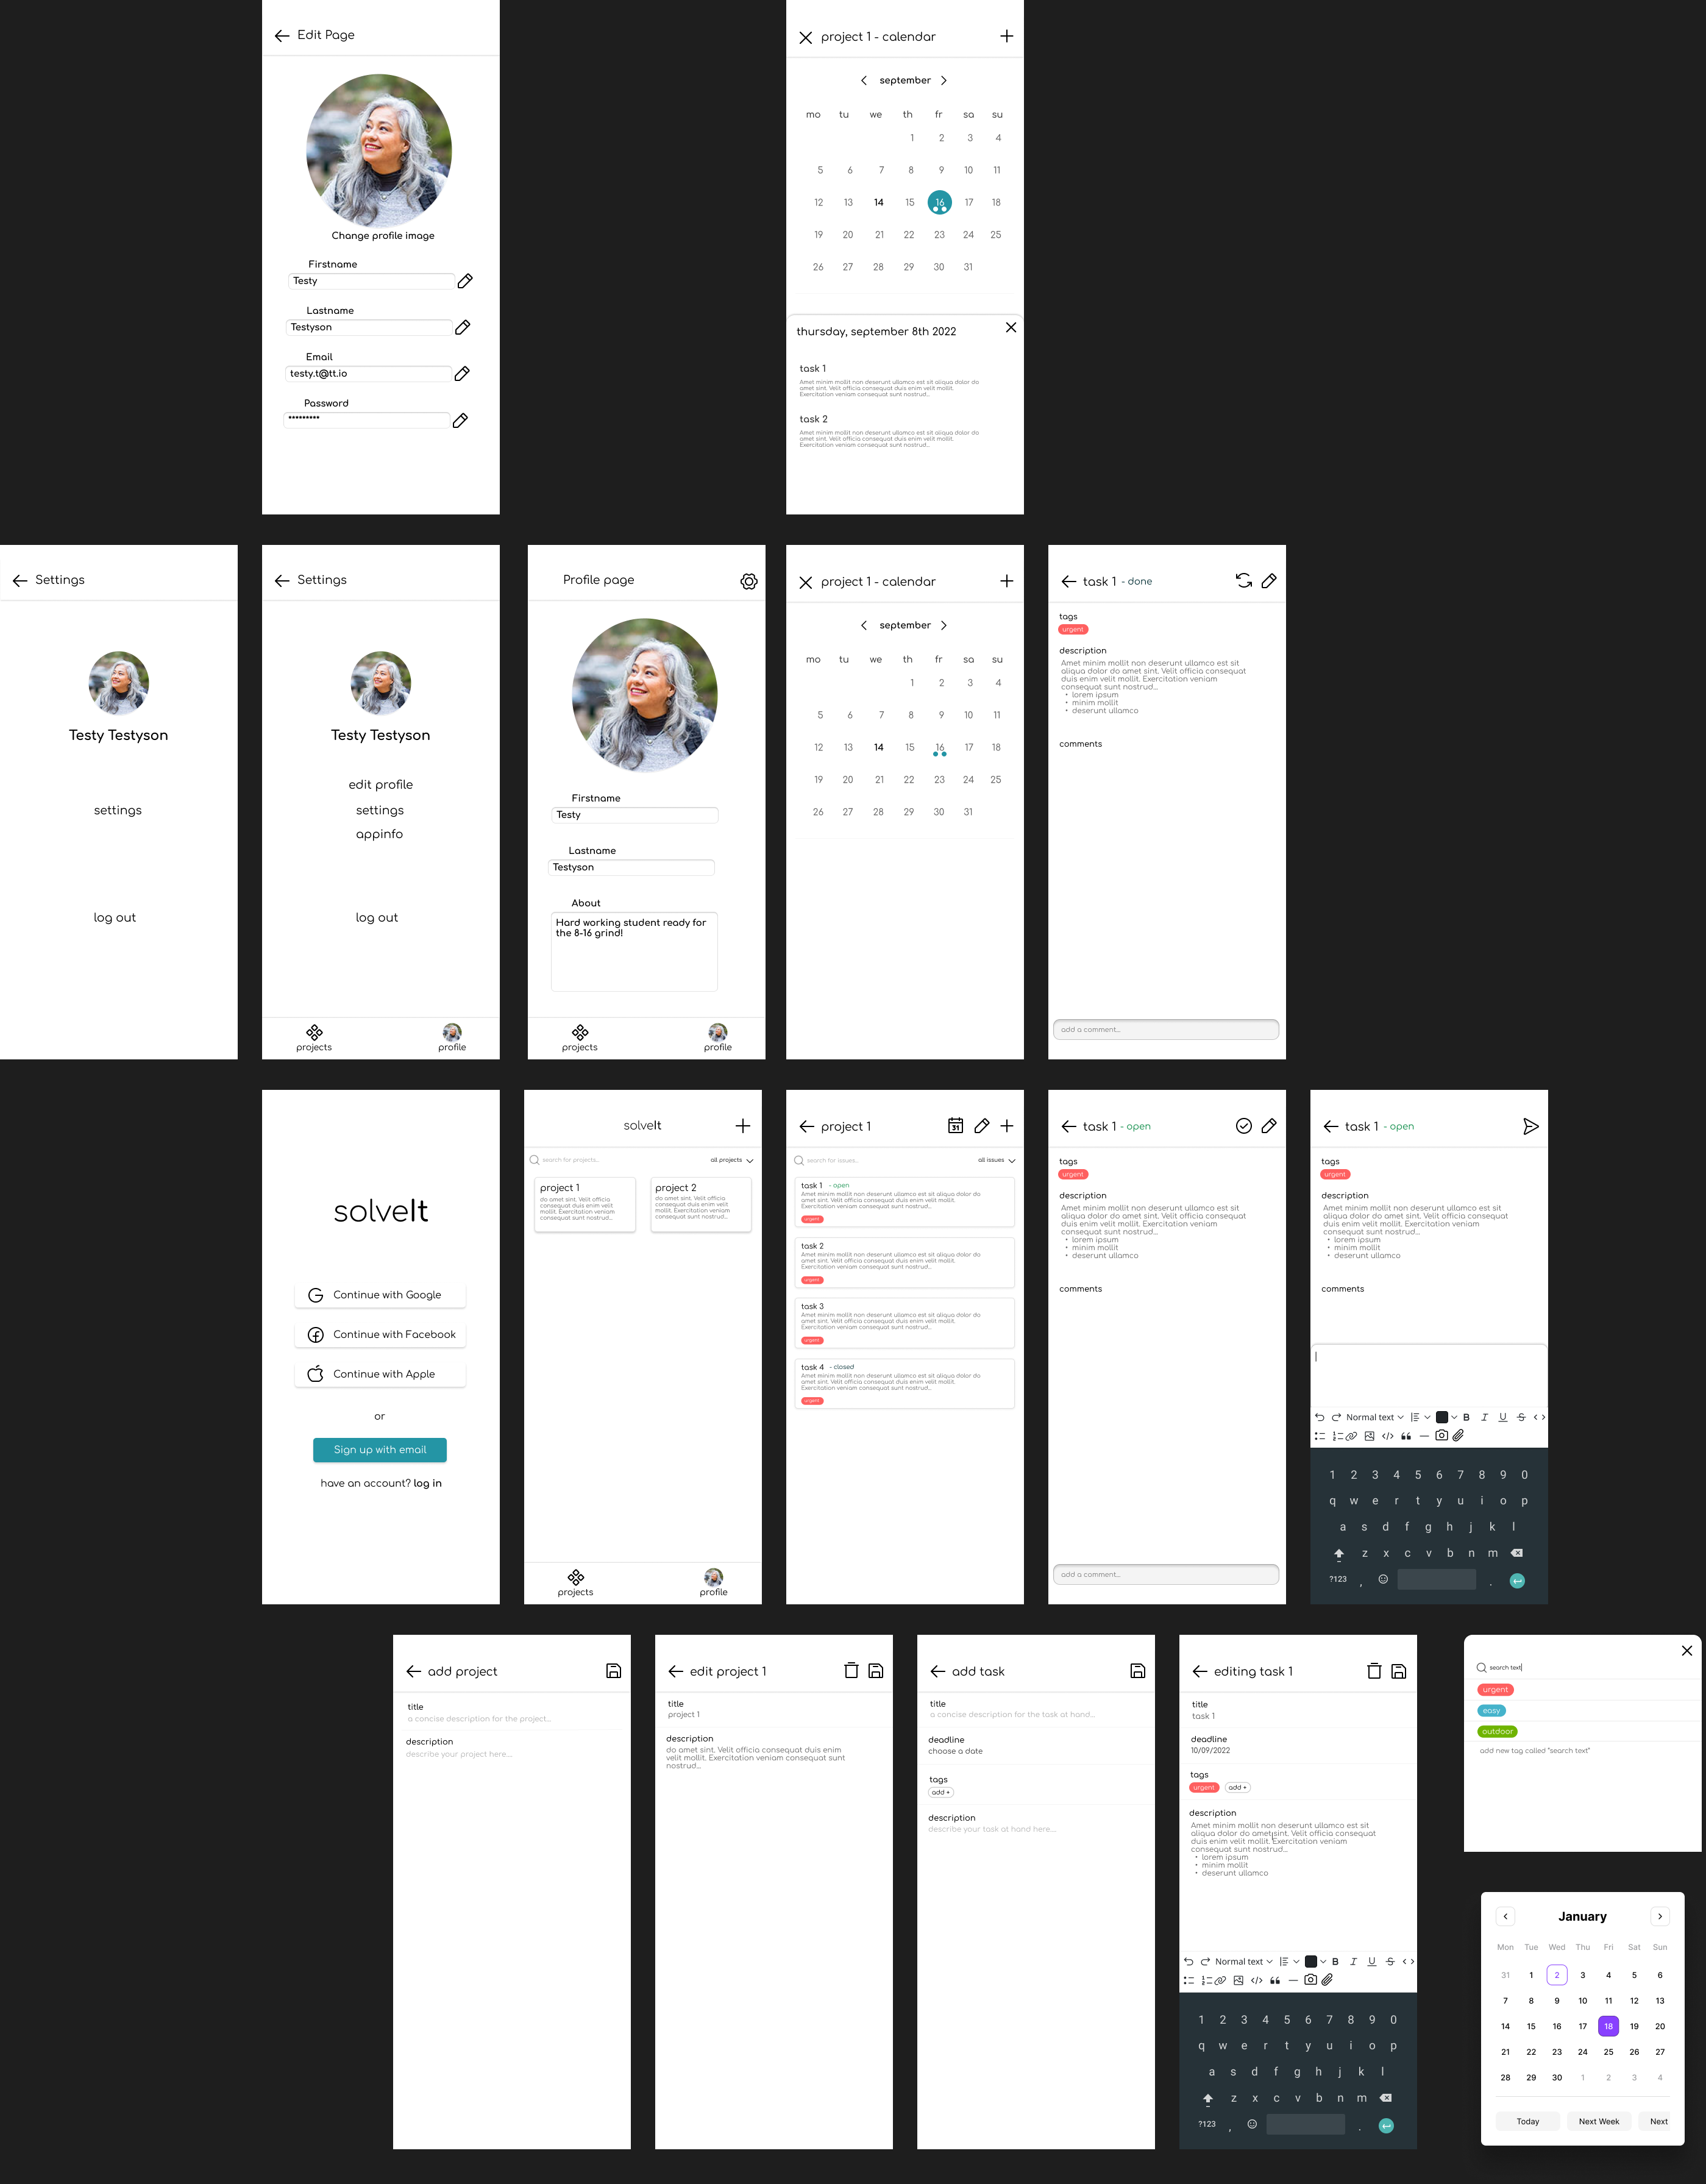 Edit Page
Change profile image
Firstname
Testy
Lastname
Testyson
Email
testy.t@tt.io
Password
*********
project 1 - calendar
september
mo tu we th fr sa su
1 2 3 4
5 6 7 8 9 10 11
12 13 14 15 16 17 18
19 20 21 22 23 24 25
26 27 28 29 30 31
thursday, september 8th 2022
task 1
Amet minim mollit non deserunt ullamco est sit aliqua dolor do
amet sint. Velit officia consequat duis enim velit mollit.
Exercitation veniam consequat sunt nostrud...
task 2
Amet minim mollit non deserunt ullamco est sit aliqua dolor do
amet sint. Velit officia consequat duis enim velit mollit.
Exercitation veniam consequat sunt nostrud...
Settings
Testy Testyson
settings
log out
Settings
Testy Testyson
edit profile
settings
appinfo
log out
projects
profile
Profile page
Firstname
Testy
Lastname
Testyson
About
Hard working student ready for
the 8-16 grind!
projects
profile
project 1 - calendar
september
mo tu we th fr sa su
1 2 3 4
5 6 7 8 9 10 11
12 13 14 15 16 17 18
19 20 21 22 23 24 25
26 27 28 29 30 31
task 1 - done
tags
urgent
description
Amet minim mollit non deserunt ullamco est sit
aliqua dolor do amet sint. Velit officia consequat
duis enim velit mollit. Exercitation veniam
consequat sunt nostrud...
• lorem ipsum
• minim mollit
• deserunt ullamco
comments
add a comment...
solveIt
Continue with Google
Continue with Facebook
Continue with Apple
or
Sign up with email
have an account? log in
solveIt
search for projects...
all projects
project 1
do amet sint. Velit officia
consequat duis enim velit
mollit. Exercitation veniam
consequat sunt nostrud...
project 2
do amet sint. Velit officia
consequat duis enim velit
mollit. Exercitation veniam
consequat sunt nostrud...
projects
profile
project 1
31
search for issues...
all issues
task 1 - open
Amet minim mollit non deserunt ullamco est sit aliqua dolor do
amet sint. Velit officia consequat duis enim velit mollit.
Exercitation veniam consequat sunt nostrud...
urgent
task 2
Amet minim mollit non deserunt ullamco est sit aliqua dolor do
amet sint. Velit officia consequat duis enim velit mollit.
Exercitation veniam consequat sunt nostrud...
urgent
task 3
Amet minim mollit non deserunt ullamco est sit aliqua dolor do
amet sint. Velit officia consequat duis enim velit mollit.
Exercitation veniam consequat sunt nostrud...
urgent
task 4 - closed
Amet minim mollit non deserunt ullamco est sit aliqua dolor do
amet sint. Velit officia consequat duis enim velit mollit.
Exercitation veniam consequat sunt nostrud...
urgent
task 1 - open
tags
urgent
description
Amet minim mollit non deserunt ullamco est sit
aliqua dolor do amet sint. Velit officia consequat
duis enim velit mollit. Exercitation veniam
consequat sunt nostrud...
• lorem ipsum
• minim mollit
• deserunt ullamco
comments
add a comment...
task 1 - open
tags
urgent
description
Amet minim mollit non deserunt ullamco est sit
aliqua dolor do amet sint. Velit officia consequat
duis enim velit mollit. Exercitation veniam
consequat sunt nostrud...
• lorem ipsum
• minim mollit
• deserunt ullamco
comments
Normal text B I U S
1 2 3 4 5 6 7 8 9 0
q w e r t y u i o p
a s d f g h j k l
z x c v b n m
?123 , .
add project
title
a concise description for the project...
description
describe your project here....
edit project 1
title
project 1
description
do amet sint. Velit officia consequat duis enim
velit mollit. Exercitation veniam consequat sunt
nostrud...
add task
title
a concise description for the task at hand...
deadline
choose a date
tags
add +
description
describe your task at hand here....
editing task 1
title
task 1
deadline
10/09/2022
tags
urgent add +
description
Amet minim mollit non deserunt ullamco est sit
aliqua dolor do amet sint. Velit officia consequat
duis enim velit mollit. Exercitation veniam
consequat sunt nostrud...
• lorem ipsum
• minim mollit
• deserunt ullamco
Normal text B I U S
1 2 3 4 5 6 7 8 9 0
q w e r t y u i o p
a s d f g h j k l
z x c v b n m
?123 , .
search text
urgent
easy
outdoor
add new tag called "search text"
January
Mon Tue Wed Thu Fri Sat Sun
31 1 2 3 4 5 6
7 8 9 10 11 12 13
14 15 16 17 18 19 20
21 22 23 24 25 26 27
28 29 30 1 2 3 4
Today Next Week Next